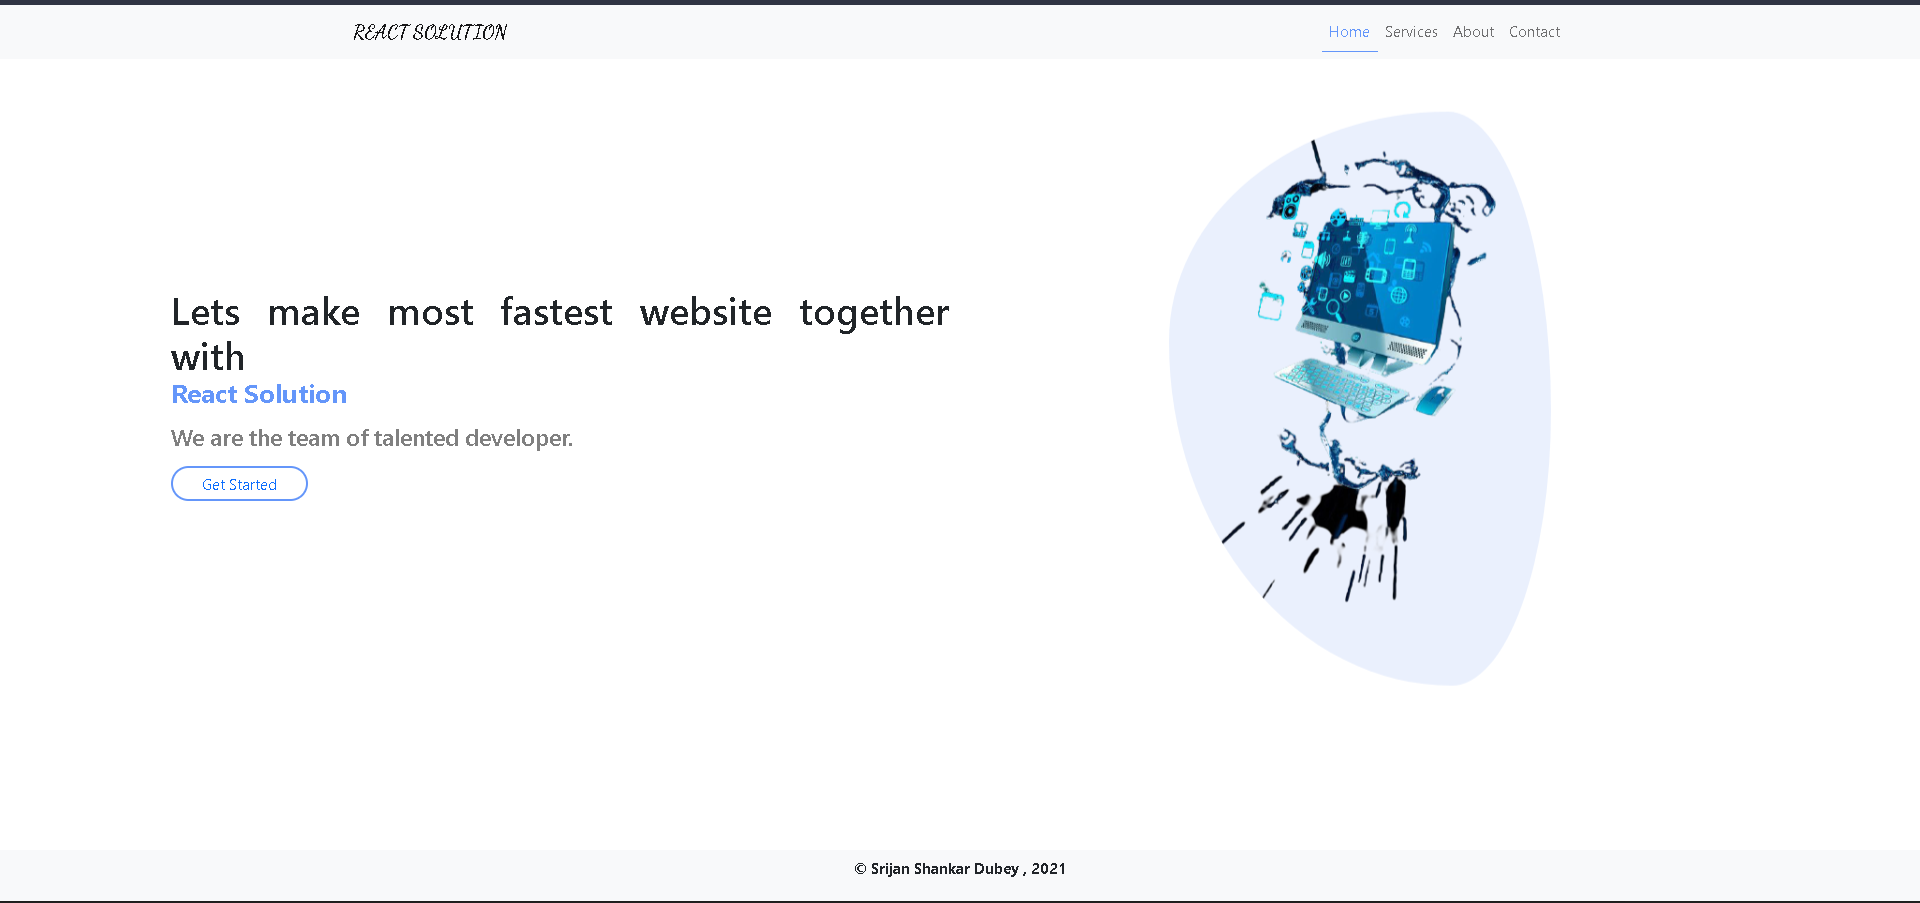 REACT SOLUTION
Home Services About Contact
Lets make most fastest website together
with
React Solution
We are the team of talented developer.
Get Started
© Srijan Shankar Dubey , 2021